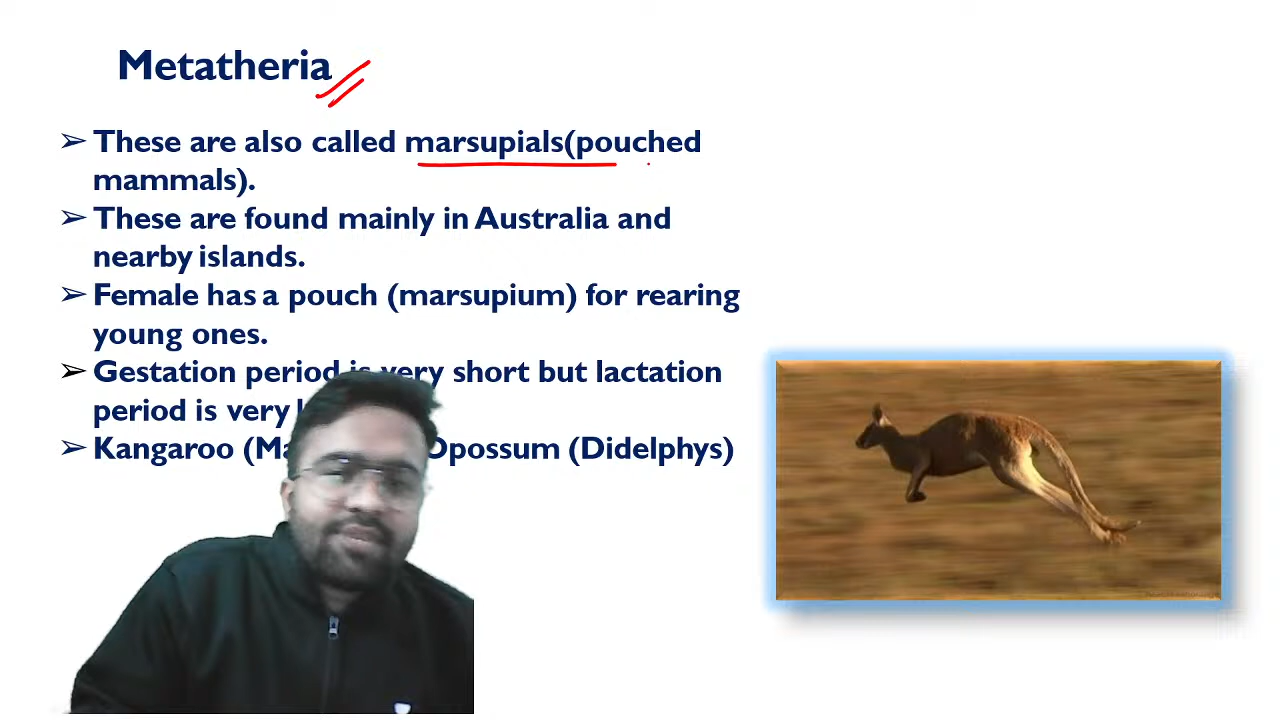 Metatheria
➢ These are also called marsupials(pouched
mammals).
➢ These are found mainly in Australia and
nearby islands.
➢ Female has a pouch (marsupium) for rearing
young ones.
➢ Gestation period is very short but lactation
period is very
➢ Kangaroo ( Opossum (Didelphys)